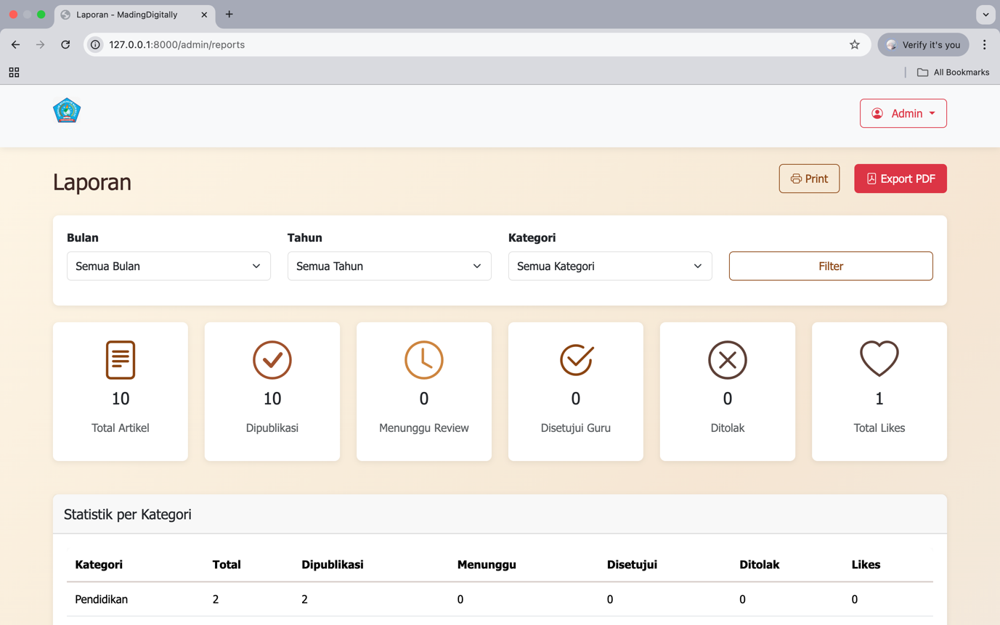 Laporan - MadingDigitally
127.0.0.1:8000/admin/reports
Verify it's you
All Bookmarks
Admin
Laporan
Print
Export PDF
Bulan
Tahun
Kategori
Semua Bulan
Semua Tahun
Semua Kategori
Filter
10
10
0
0
0
1
Total Artikel
Dipublikasi
Menunggu Review
Disetujui Guru
Ditolak
Total Likes
Statistik per Kategori
Kategori Total Dipublikasi Menunggu Disetujui Ditolak Likes
Pendidikan 2 2 0 0 0 0